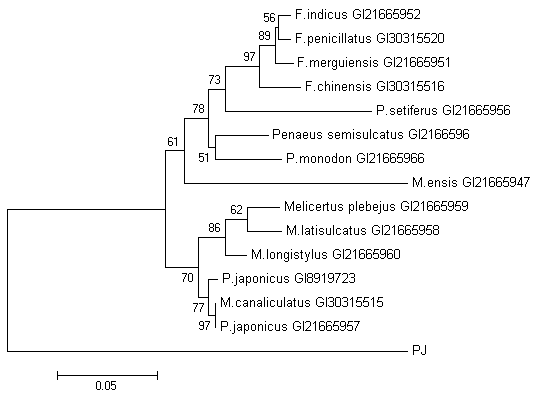 56
F.indicus GI21665952
89
F.penicillatus GI30315520
97
F.merguiensis GI21665951
73
F.chinensis GI30315516
78
P.setiferus GI21665956
61
Penaeus semisulcatus GI2166596
51
P.monodon GI21665966
M.ensis GI21665947
62
Melicertus plebejus GI21665959
86
M.latisulcatus GI21665958
M.longistylus GI21665960
70
P.japonicus GI8919723
77
M.canaliculatus GI30315515
97
P.japonicus GI21665957
PJ
0.05